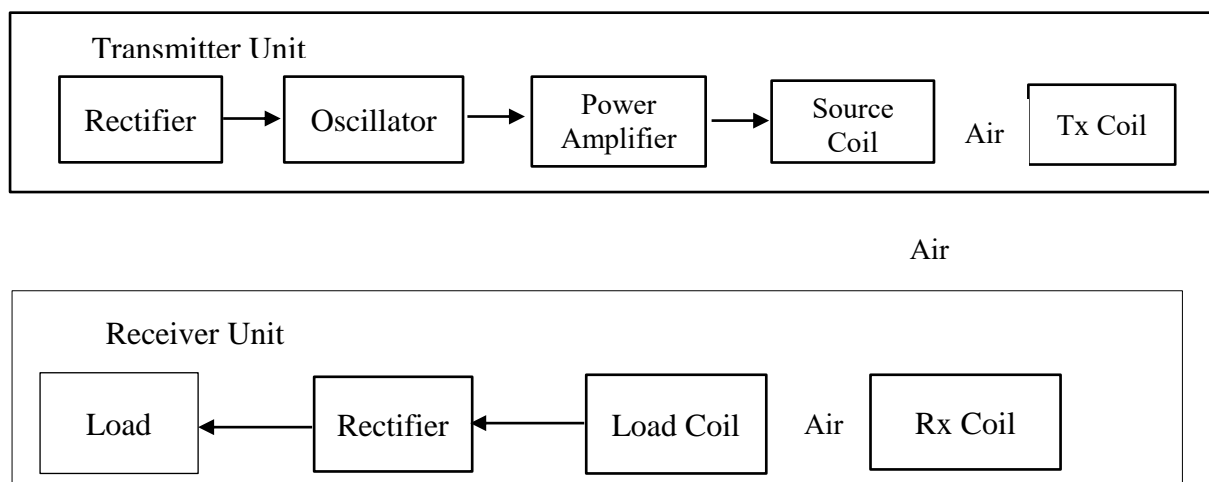 Transmitter Unit
Rectifier
Oscillator
Power
Amplifier
Source
Coil
Air
Tx Coil
Air
Receiver Unit
Load
Rectifier
Load Coil
Air
Rx Coil